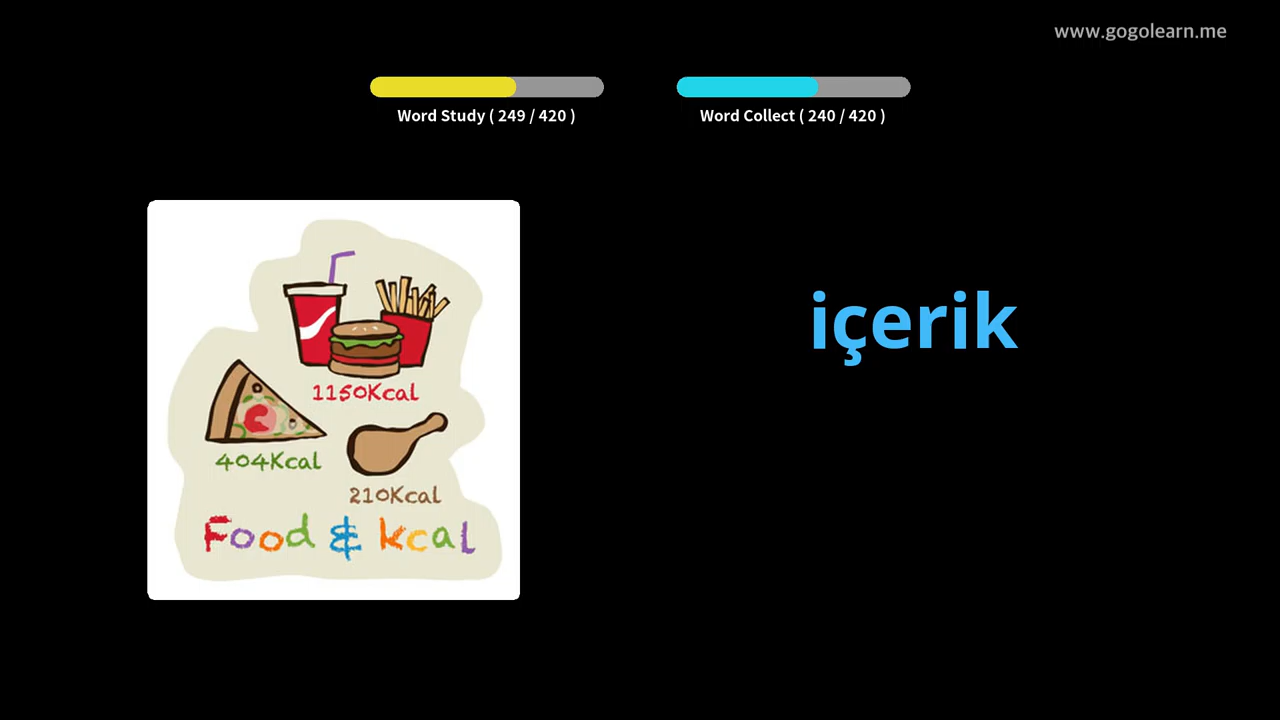 www.gogolearn.me
Word Study ( 249 / 420 )
Word Collect ( 240 / 420 )
içerik
1150Kcal
404Kcal
210Kcal
Food & kcal